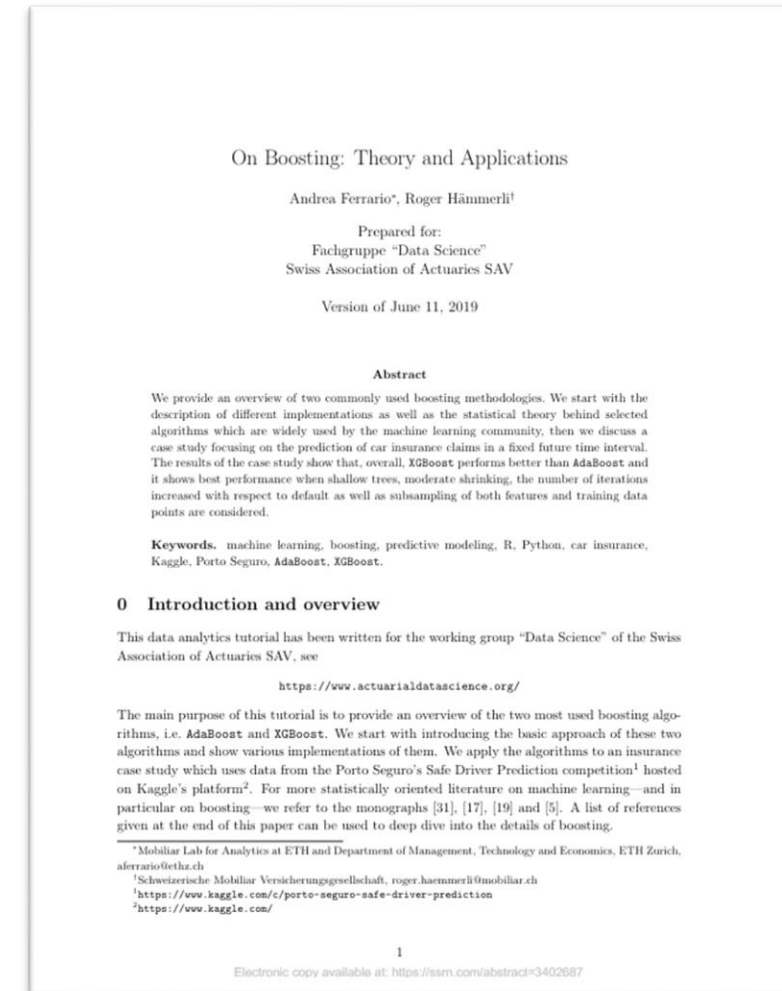 On Boosting: Theory and Applications
Andrea Ferrario*, Roger Hämmerli†
Prepared for:
Fachgruppe “Data Science”
Swiss Association of Actuaries SAV
Version of June 11, 2019
Abstract
We provide an overview of two commonly used boosting methodologies. We start with the
description of different implementations as well as the statistical theory behind selected
algorithms which are widely used by the machine learning community, then we discuss a
case study focusing on the prediction of car insurance claims in a fixed future time interval.
The results of the case study show that, overall, XGBoost performs better than AdaBoost and
it shows best performance when shallow trees, moderate shrinking, the number of iterations
increased with respect to default as well as subsampling of both features and training data
points are considered.
Keywords. machine learning, boosting, predictive modeling, R, Python, car insurance,
Kaggle, Porto Seguro, AdaBoost, XGBoost.
0 Introduction and overview
This data analytics tutorial has been written for the working group “Data Science” of the Swiss
Association of Actuaries SAV, see
https://www.actuarialdatascience.org/
The main purpose of this tutorial is to provide an overview of the two most used boosting algo-
rithms, i.e. AdaBoost and XGBoost. We start with introducing the basic approach of these two
algorithms and show various implementations of them. We apply the algorithms to an insurance
case study which uses data from the Porto Seguro’s Safe Driver Prediction competition¹ hosted
on Kaggle’s platform². For more statistically oriented literature on machine learning—and in
particular on boosting—we refer to the monographs [31], [17], [19] and [5]. A list of references
given at the end of this paper can be used to deep dive into the details of boosting.
*Mobiliar Lab for Analytics at ETH and Department of Management, Technology and Economics, ETH Zurich,
aferrario@ethz.ch
†Schweizerische Mobiliar Versicherungsgesellschaft, roger.haemmerli@mobiliar.ch
¹https://www.kaggle.com/c/porto-seguro-safe-driver-prediction
²https://www.kaggle.com/
1
Electronic copy available at: https://ssrn.com/abstract=3402687